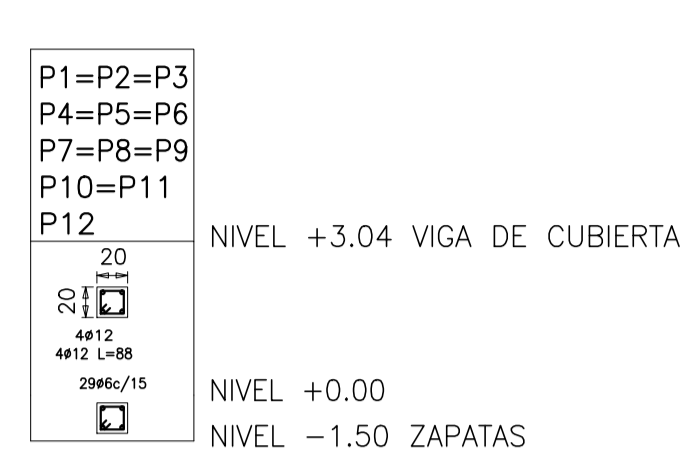 P1=P2=P3
P4=P5=P6
P7=P8=P9
P10=P11
P12
NIVEL +3.04 VIGA DE CUBIERTA
20
20
4ø12
4ø12 L=88
29ø6c/15
NIVEL +0.00
NIVEL -1.50 ZAPATAS